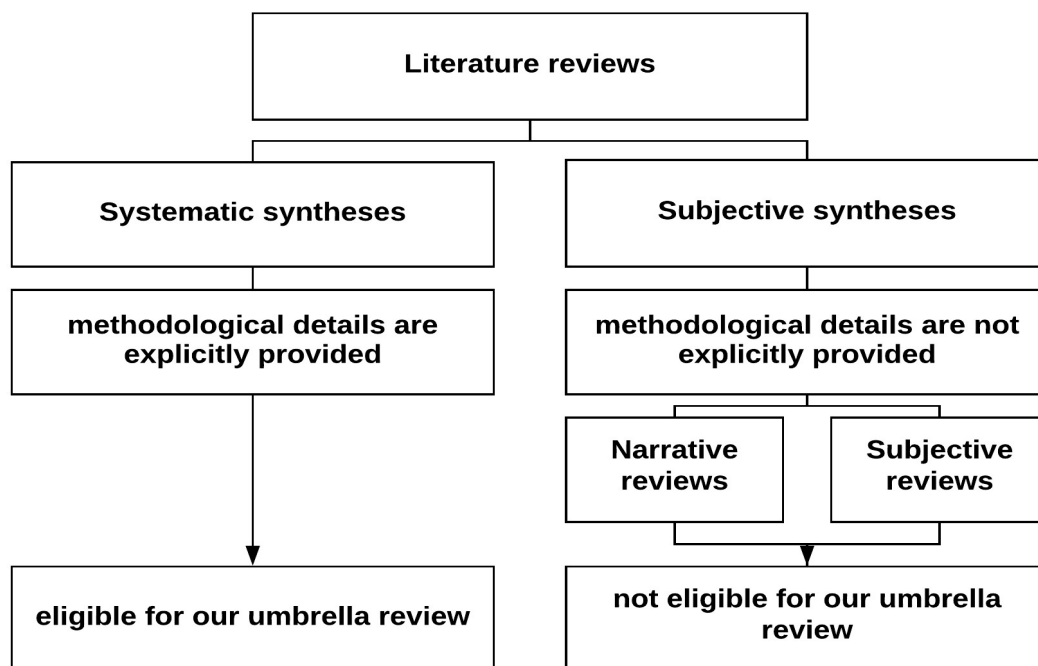 Literature reviews
Systematic syntheses
Subjective syntheses
methodological details are
explicitly provided
methodological details are not
explicitly provided
Narrative
reviews
Subjective
reviews
eligible for our umbrella review
not eligible for our umbrella
review